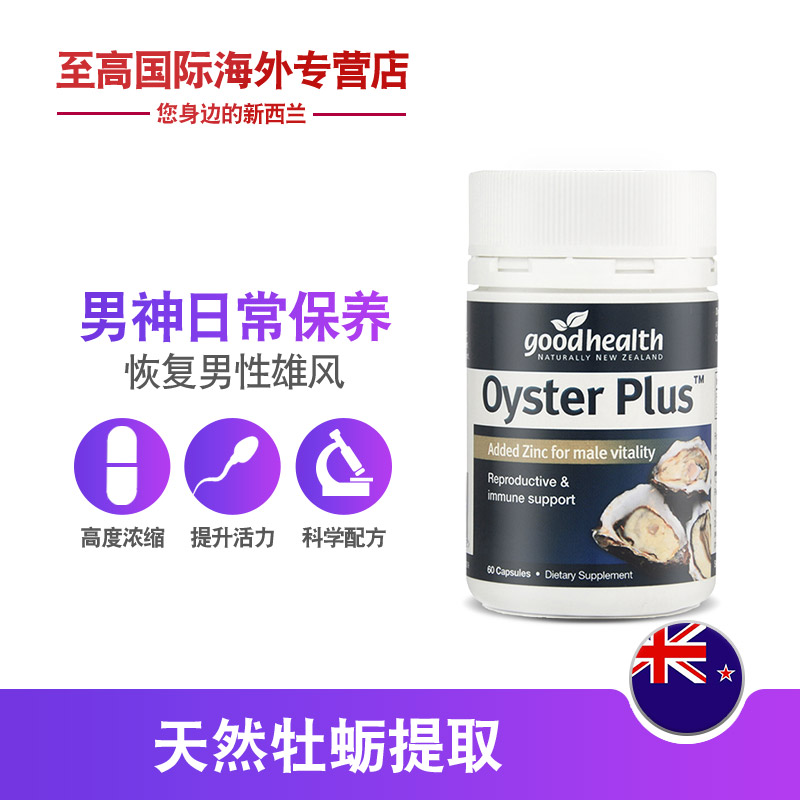 至高国际海外专营店
您身边的新西兰
男神日常保养
恢复男性雄风
高度浓缩
提升活力
科学配方
goodhealth
NATURALLY NEW ZEALAND
Oyster Plus™
Added Zinc for male vitality
Reproductive &
immune support
60 Capsules • Dietary Supplement
天然牡蛎提取